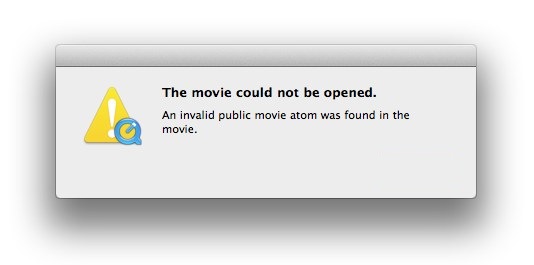 The movie could not be opened.
An invalid public movie atom was found in the
movie.